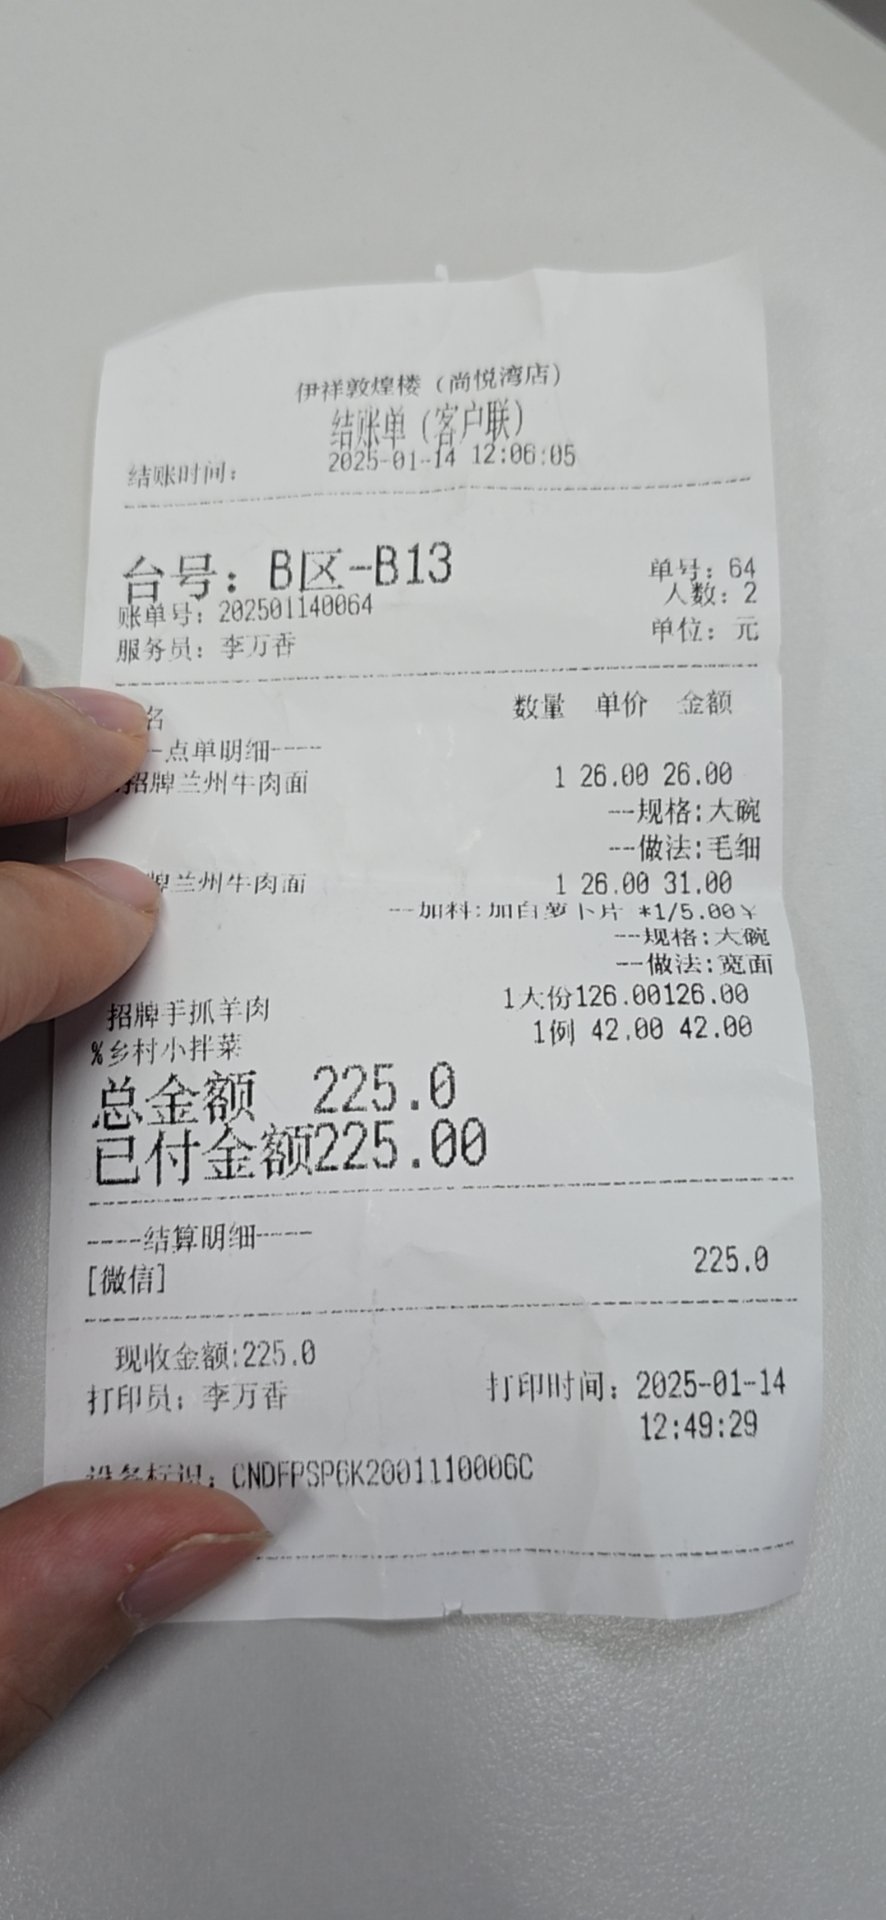 伊祥敦煌楼（尚悦湾店）
结账单（客户联）
结账时间： 2025-01-14 12:06:05
台号：B区-B13 单号：64
账单号：202501140064 人数：2
服务员：李万香 单位：元
名 数量 单价 金额
--点单明细----
招牌兰州牛肉面 1 26.00 26.00
--规格:大碗
--做法:毛细
牌兰州牛肉面 1 26.00 31.00
--加料:加白萝卜片 *1/5.00￥
--规格:大碗
--做法:宽面
招牌手抓羊肉 1大份126.00126.00
%乡村小拌菜 1例 42.00 42.00
总金额 225.0
已付金额225.00
----结算明细----
[微信] 225.0
现收金额:225.0
打印员：李万香 打印时间：2025-01-14
12:49:29
设备标识：CNDFPSP6K2001110006C